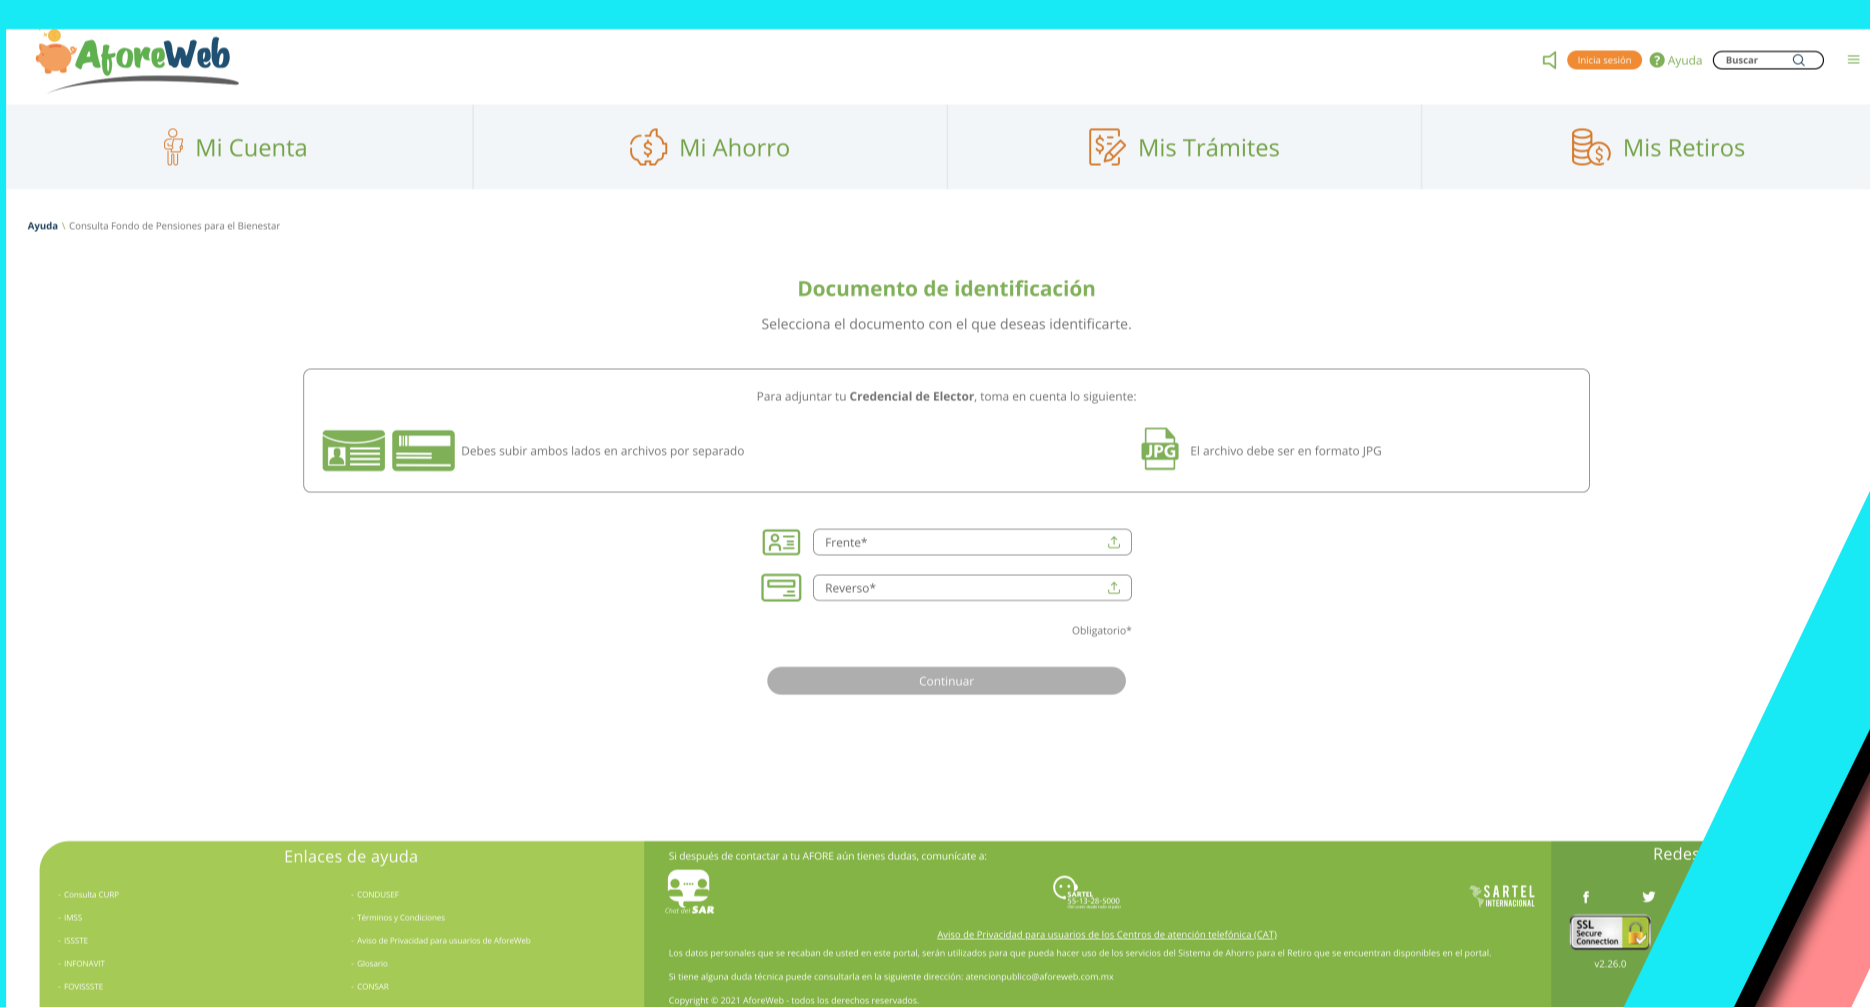 AforeWeb
Inicia sesión
? Ayuda
Buscar
Mi Cuenta
Mi Ahorro
Mis Trámites
Mis Retiros
Ayuda \ Consulta Fondo de Pensiones para el Bienestar
Documento de identificación
Selecciona el documento con el que deseas identificarte.
Para adjuntar tu Credencial de Elector, toma en cuenta lo siguiente:
Debes subir ambos lados en archivos por separado
JPG
El archivo debe ser en formato JPG
Frente*
Reverso*
Obligatorio*
Continuar
Enlaces de ayuda
- Consulta CURP
- IMSS
- ISSSTE
- INFONAVIT
- FOVISSSTE
- CONDUSEF
- Términos y Condiciones
- Aviso de Privacidad para usuarios de AforeWeb
- Glosario
- CONSAR
Si después de contactar a tu AFORE aún tienes dudas, comunícate a:
Chat del SAR
SARTEL
55-13-28-5000
SARTEL
INTERNACIONAL
Aviso de Privacidad para usuarios de los Centros de atención telefónica (CAT)
Los datos personales que se recaban de usted en este portal, serán utilizados para que pueda hacer uso de los servicios del Sistema de Ahorro para el Retiro que se encuentran disponibles en el portal.
Si tiene alguna duda técnica puede consultarla en la siguiente dirección: atencionpublico@aforeweb.com.mx
Copyright © 2021 AforeWeb - todos los derechos reservados.
Redes
SSL
Secure
Connection
v2.26.0